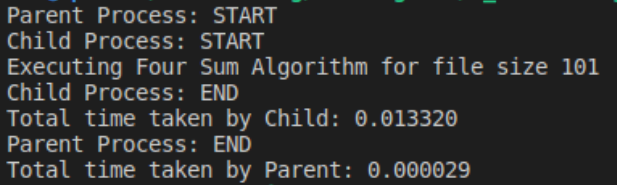 Parent Process: START
Child Process: START
Executing Four Sum Algorithm for file size 101
Child Process: END
Total time taken by Child: 0.013320
Parent Process: END
Total time taken by Parent: 0.000029